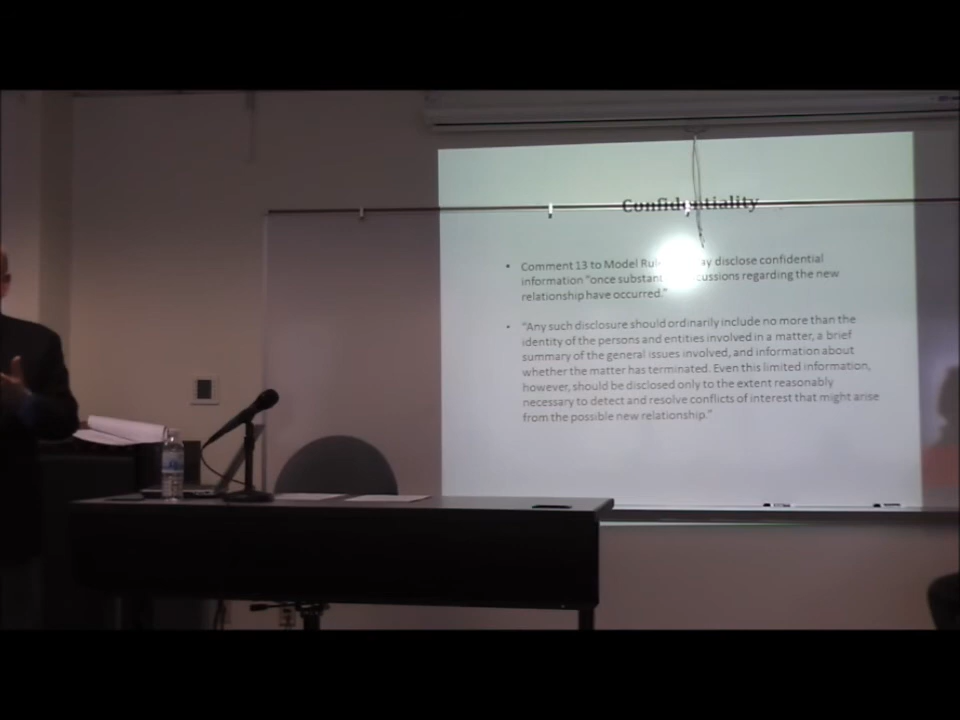 Confidentiality
• Comment 13 to Model disclose confidential
information "once regarding the new
relationship have occurred."
• "Any such disclosure should ordinarily include no more than the
identity of the persons and entities involved in a matter, a brief
summary of the general issues involved, and information about
whether the matter has terminated. Even this limited information,
however, should be disclosed only to the extent reasonably
necessary to detect and resolve conflicts of interest that might arise
from the possible new relationship."